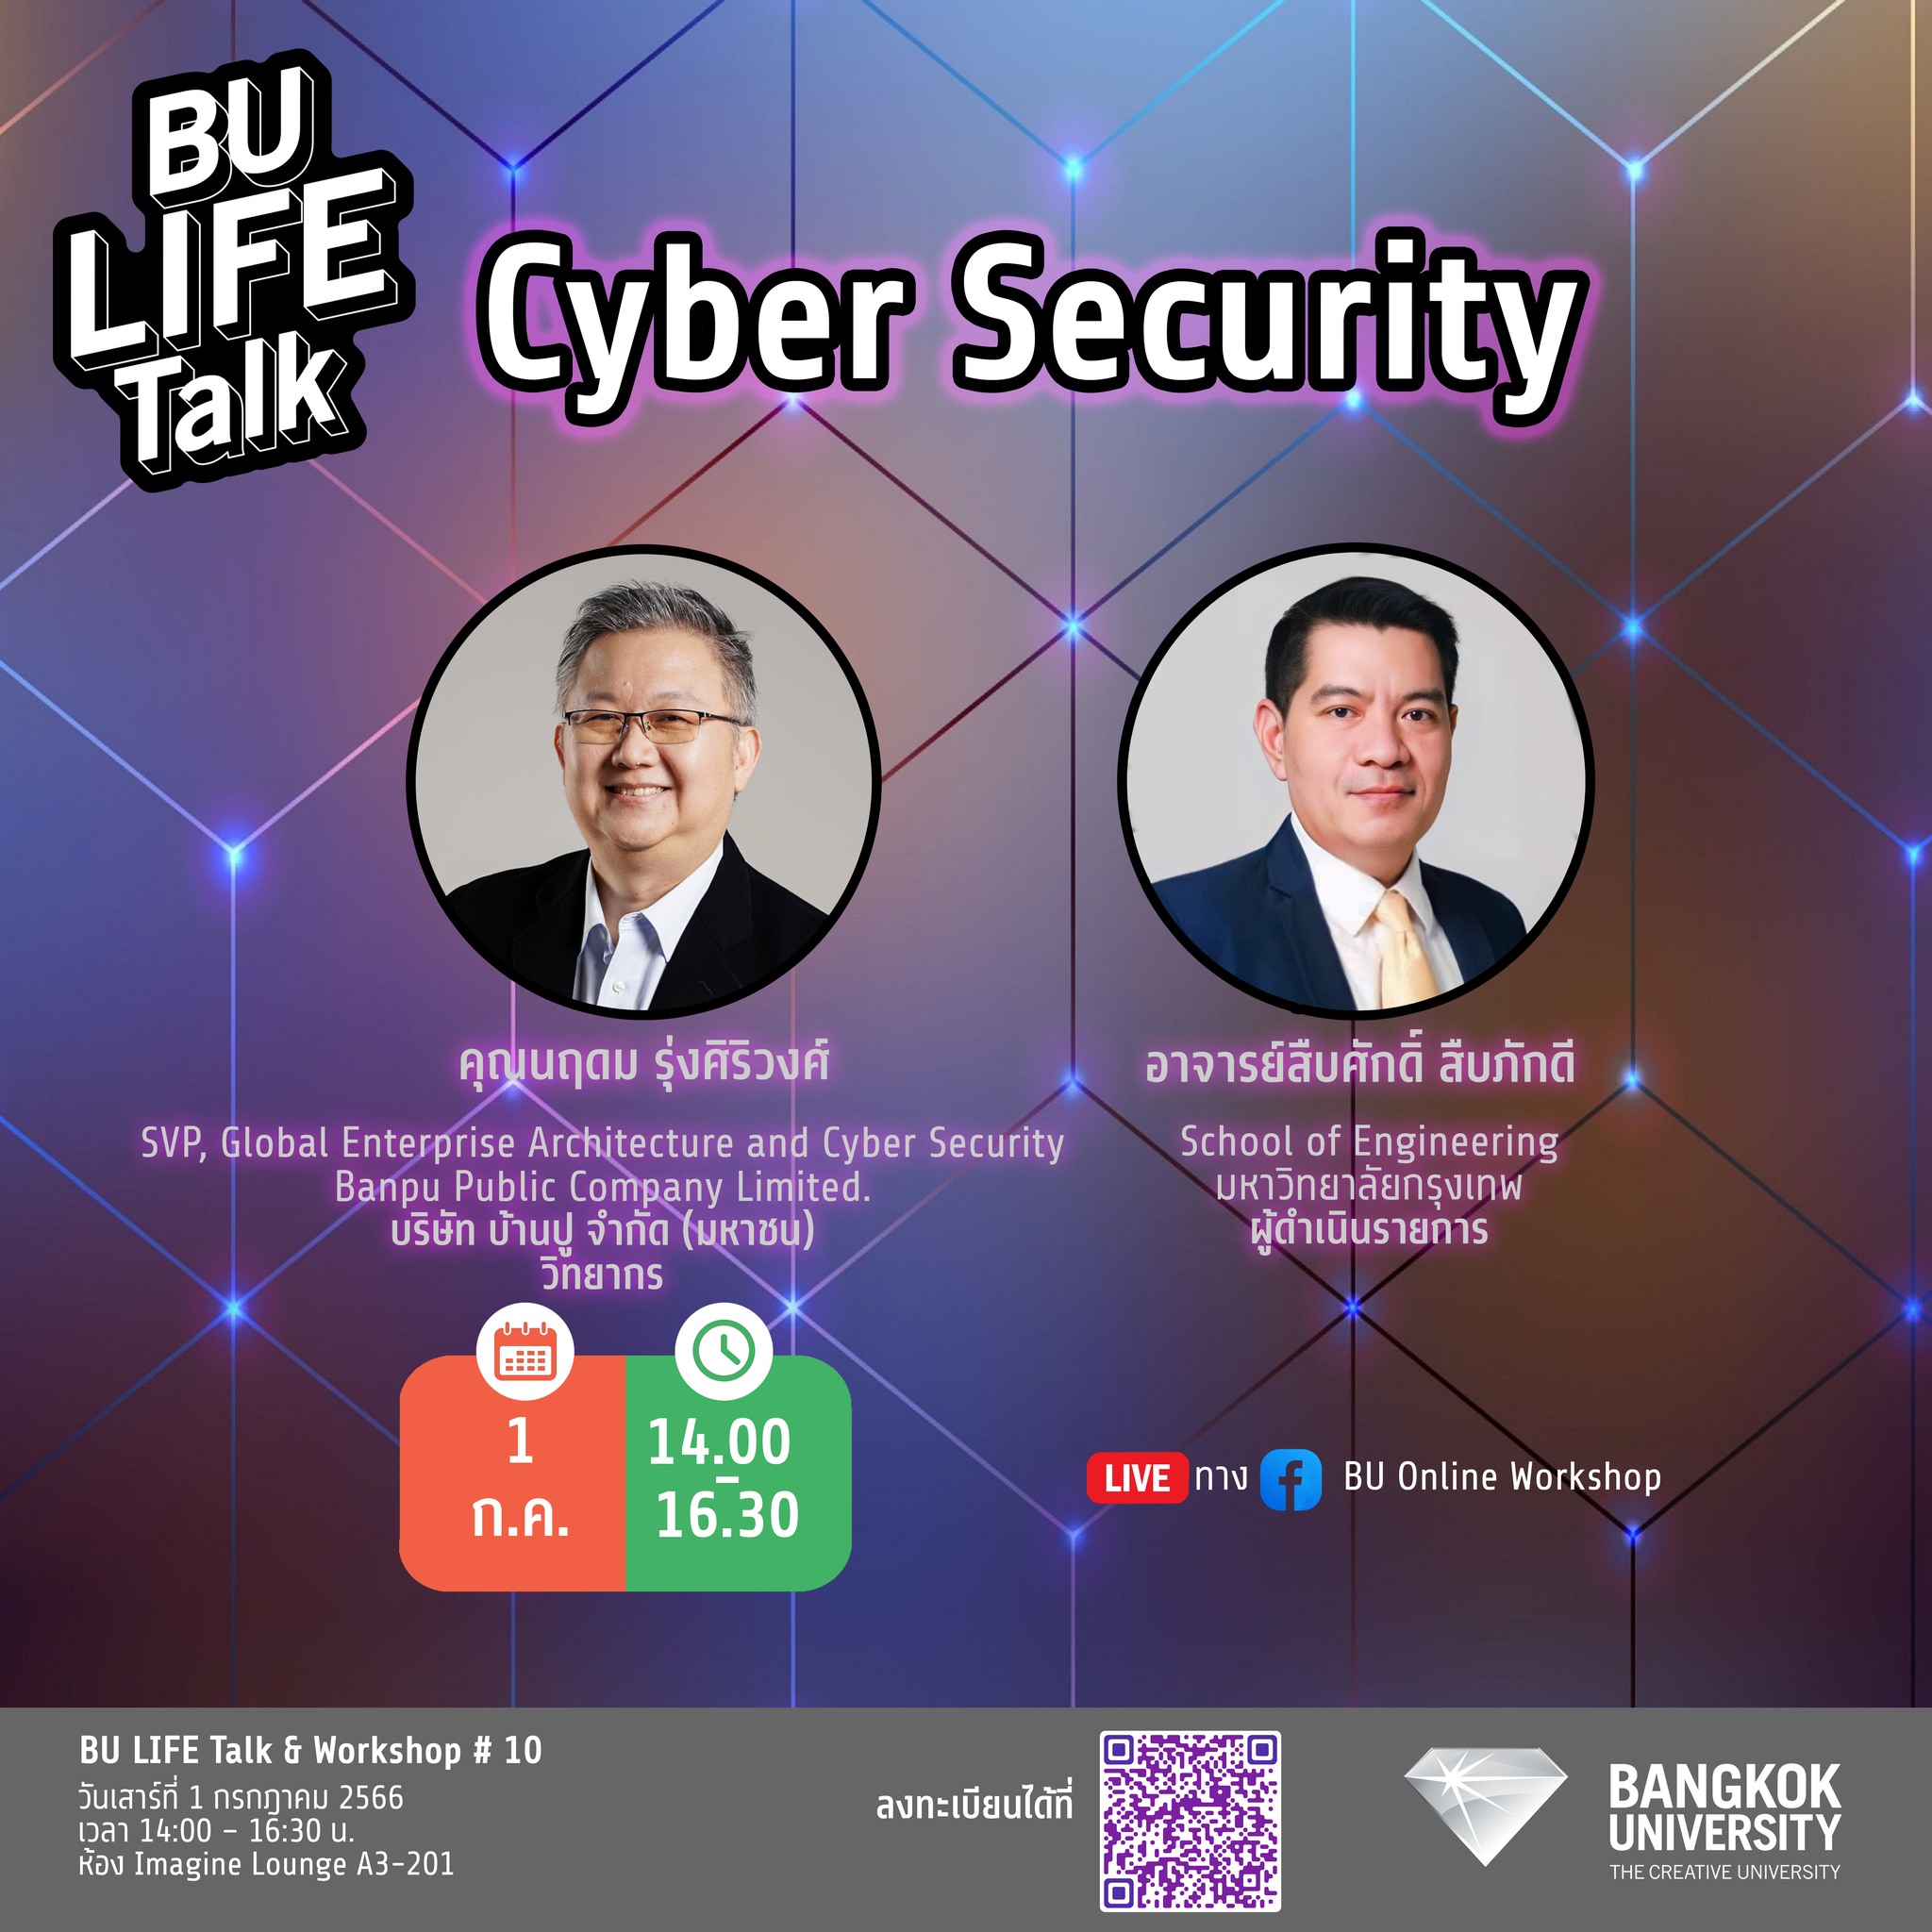 BU
LIFE
Talk
Cyber Security
คุณนฤดม รุ่งศิริวงศ์
SVP, Global Enterprise Architecture and Cyber Security
Banpu Public Company Limited.
บริษัท บ้านปู จำกัด (มหาชน)
วิทยากร
อาจารย์สืบศักดิ์ สืบภักดี
School of Engineering
มหาวิทยาลัยกรุงเทพ
ผู้ดำเนินรายการ
1
ก.ค.
14.00
–
16.30
LIVE ทาง f BU Online Workshop
BU LIFE Talk & Workshop # 10
วันเสาร์ที่ 1 กรกฎาคม 2566
เวลา 14:00 – 16:30 น.
ห้อง Imagine Lounge A3-201
ลงทะเบียนได้ที่
BANGKOK
UNIVERSITY
THE CREATIVE UNIVERSITY